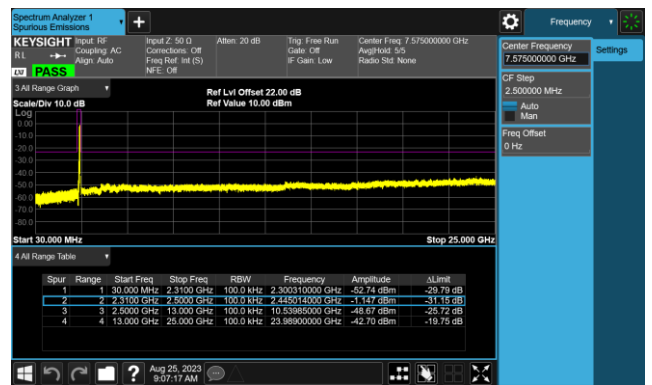 Spectrum Analyzer 1
Spurious Emissions
Frequency
KEYSIGHT Input: RF Input Z: 50 Ω Atten: 20 dB Trig: Free Run Center Freq: 7.575000000 GHz
R L Coupling: AC Corrections: Off Gate: Off Avg|Hold: 5/5
Align: Auto Freq Ref: Int (S) IF Gain: Low Radio Std: None
LXI PASS NFE: Off
Center Frequency
7.575000000 GHz
Settings
CF Step
2.500000 MHz
Auto
Man
Freq Offset
0 Hz
3 All Range Graph
Ref Lvl Offset 22.00 dB
Scale/Div 10.0 dB Ref Value 10.00 dBm
Log
0.00
-10.0
-20.0
-30.0
-40.0
-50.0
-60.0
-70.0
-80.0
Start 30.000 MHz Stop 25.000 GHz
4 All Range Table
Spur Range Start Freq Stop Freq RBW Frequency Amplitude ΔLimit
1 1 30.000 MHz 2.3100 GHz 100.0 kHz 2.300310000 GHz -52.74 dBm -29.79 dB
2 2 2.3100 GHz 2.5000 GHz 100.0 kHz 2.445014000 GHz -1.147 dBm -31.15 dB
3 3 2.5000 GHz 13.000 GHz 100.0 kHz 10.53985000 GHz -48.67 dBm -25.72 dB
4 4 13.000 GHz 25.000 GHz 100.0 kHz 23.98900000 GHz -42.70 dBm -19.75 dB
? Aug 25, 2023
9:07:17 AM